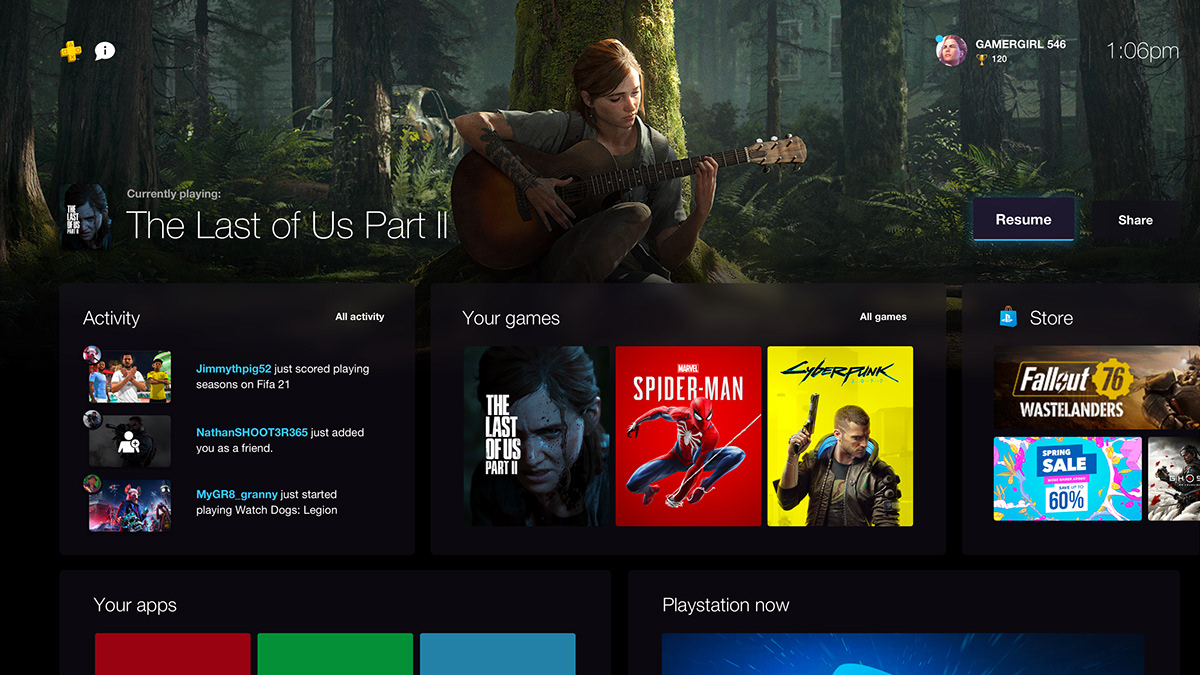 GAMERGIRL 546
120
1:06pm
Currently playing:
The Last of Us Part II
THE
LAST
OF US
PART II
Resume
Share
Activity
All activity
Jimmythpig52 just scored playing
seasons on Fifa 21
NathanSHOOT3R365 just added
you as a friend.
MyGR8_granny just started
playing Watch Dogs: Legion
Your games
All games
THE
LAST
OF US
PART II
MARVEL
SPIDER-MAN
CYBERPUNK
2077
Store
Fallout 76
WASTELANDERS
SPRING
SALE
SAVE UP TO
60%
GHOS
Your apps
Playstation now